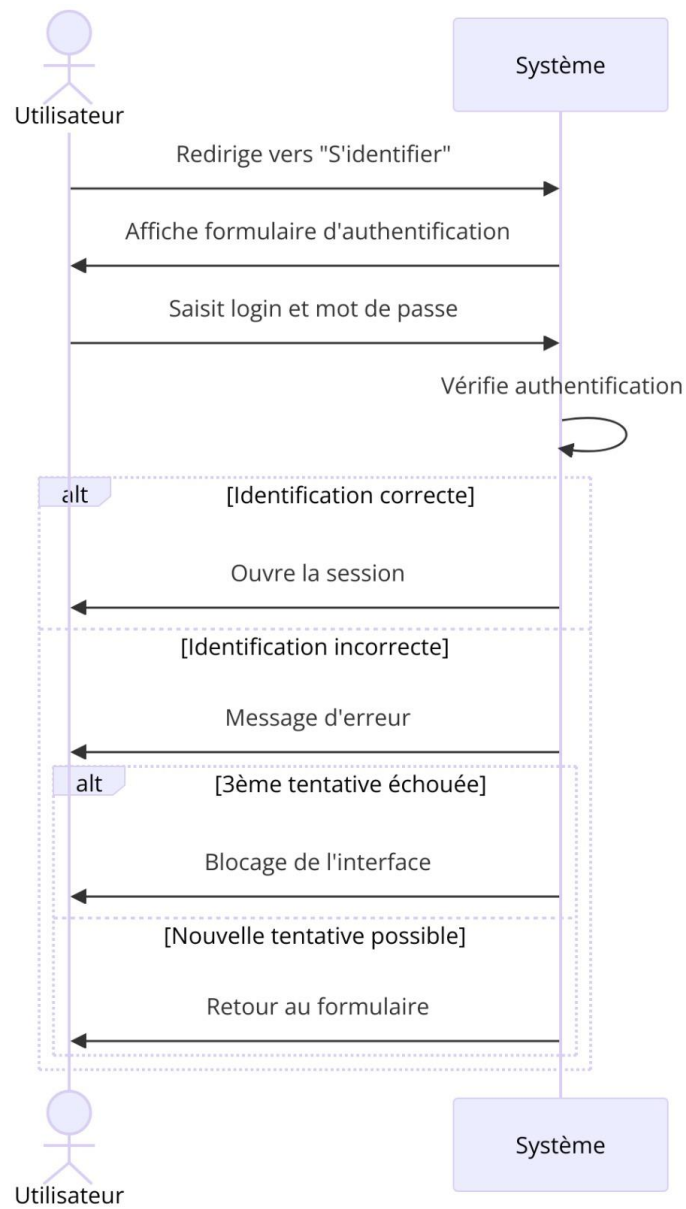 Système
Utilisateur
Redirige vers "S'identifier"
Affiche formulaire d'authentification
Saisit login et mot de passe
Vérifie authentification
alt [Identification correcte]
Ouvre la session
[Identification incorrecte]
Message d'erreur
alt [3ème tentative échouée]
Blocage de l'interface
[Nouvelle tentative possible]
Retour au formulaire
Système
Utilisateur